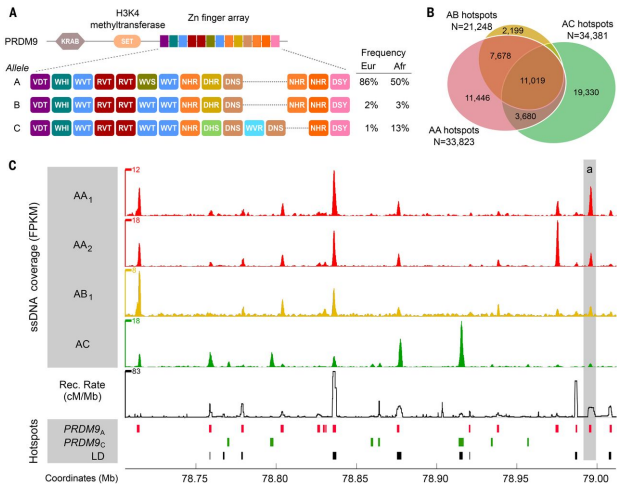 A
H3K4
methyltransferase
Zn finger array
PRDM9
KRAB
SET
Allele
Frequency
Eur Afr
A VDT WHI WVT RVT RVT WVS WVT NHR DHR DNS NHR NHR DSY 86% 50%
B VDT WHI WVT RVT RVT WVT WVT NHR DHR DNS NHR NHR DSY 2% 3%
C VDT WHI WVT RVT RVT WVT WVT NHR DHS DNS WVR DNS NHR DSY 1% 13%
B
AB hotspots
N=21,248
AC hotspots
N=34,381
2,199
7,678
11,019
19,330
11,446
3,680
AA hotspots
N=33,823
C
a
ssDNA coverage (FPKM)
AA1
12
AA2
18
AB1
AC
18
Rec. Rate
(cM/Mb)
83
Hotspots
PRDM9A
PRDM9C
LD
Coordinates (Mb)
78.75 78.80 78.85 78.90 78.95 79.00